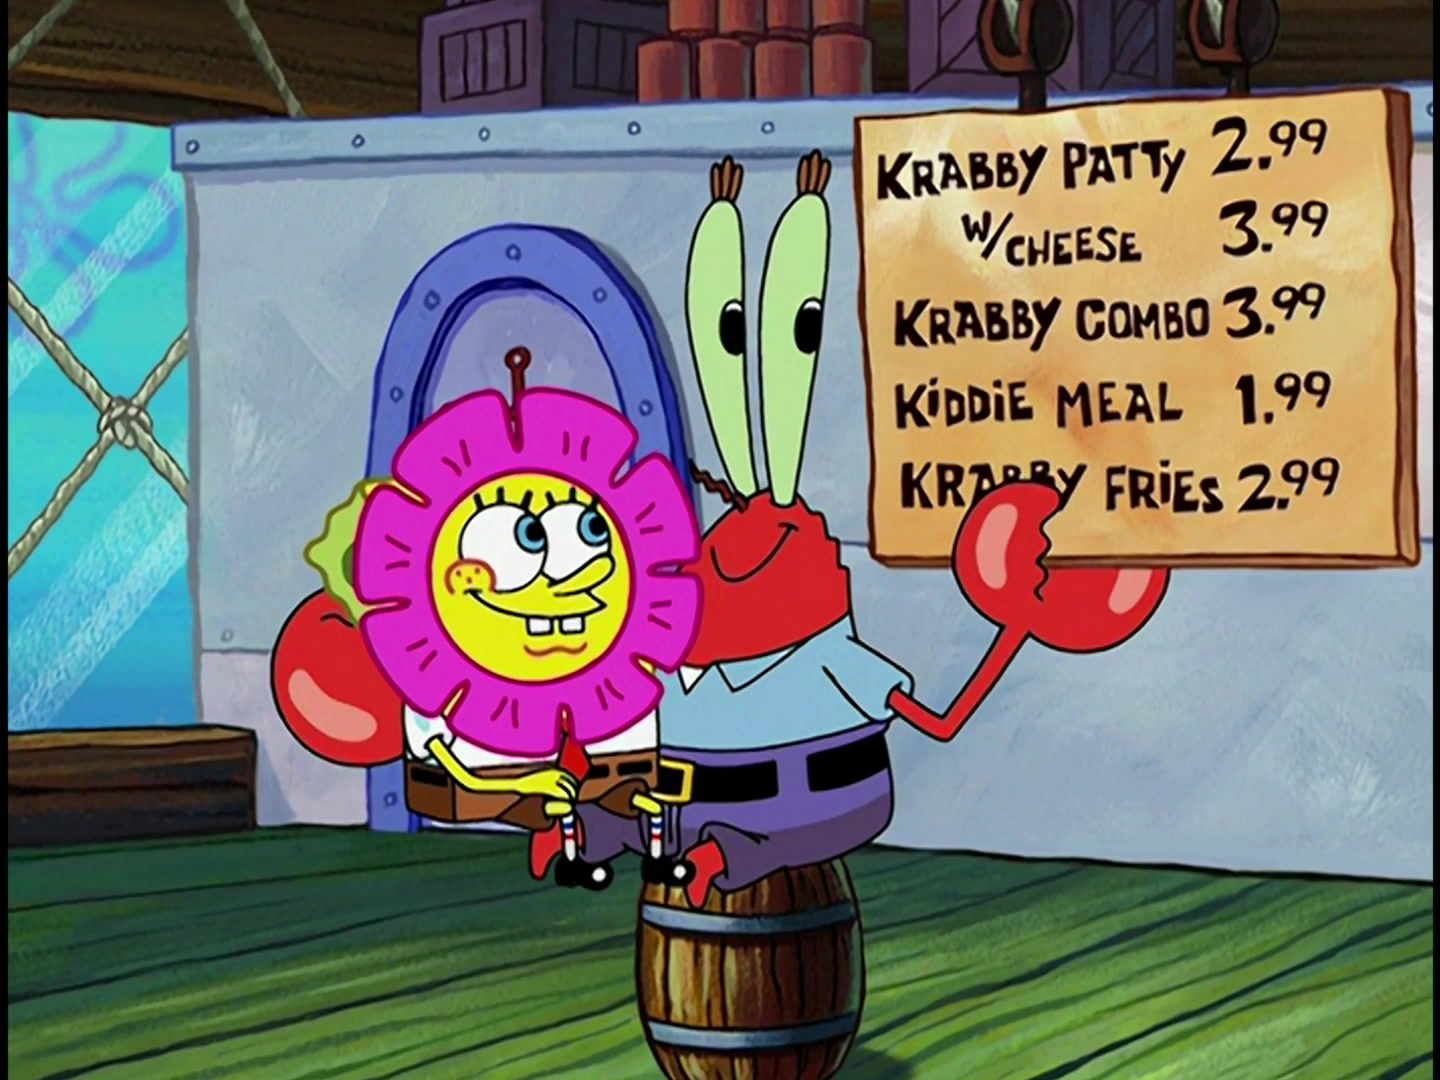 KRABBY PATTY 2.99
W/CHEESE 3.99
KRABBY COMBO 3.99
KIDDIE MEAL 1.99
KRABBY FRIES 2.99